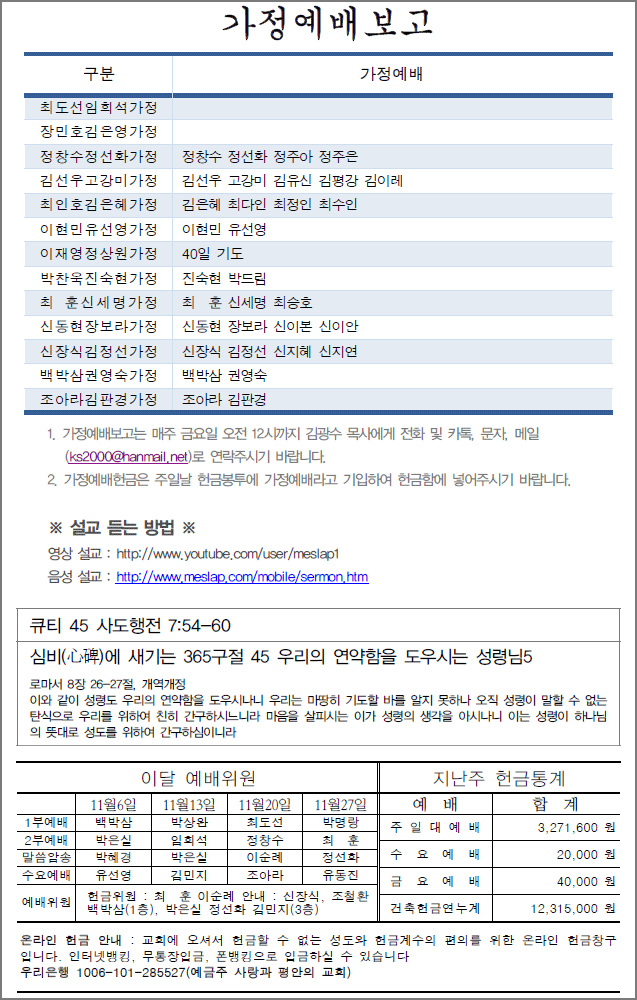 가정예배보고
구분 가정예배
최도선임희석가정
장민호김은영가정
정창수정선화가정 정창수 정선화 정주아 정주은
김선우고강미가정 김선우 고강미 김유신 김평강 김이레
최인호김은혜가정 김은혜 최다인 최정인 최수인
이현민유선영가정 이현민 유선영
이재영정상원가정 40일 기도
박찬욱진숙현가정 진숙현 박드림
최 훈신세명가정 최 훈 신세명 최승호
신동현장보라가정 신동현 장보라 신이본 신이안
신장식김정선가정 신장식 김정선 신지혜 신지연
백박삼권영숙가정 백박삼 권영숙
조아라김판경가정 조아라 김판경
1. 가정예배보고는 매주 금요일 오전 12시까지 김광수 목사에게 전화 및 카톡, 문자, 메일
(ks2000@hanmail.net)로 연락주시기 바랍니다.
2. 가정예배헌금은 주일날 헌금봉투에 가정예배라고 기입하여 헌금함에 넣어주시기 바랍니다.
※ 설교 듣는 방법 ※
영상 설교 : http://www.youtube.com/user/meslap1
음성 설교 : http://www.meslap.com/mobile/sermon.htm
큐티 45 사도행전 7:54-60
심비(心碑)에 새기는 365구절 45 우리의 연약함을 도우시는 성령님5
로마서 8장 26-27절, 개역개정
이와 같이 성령도 우리의 연약함을 도우시나니 우리는 마땅히 기도할 바를 알지 못하나 오직 성령이 말할 수 없는
탄식으로 우리를 위하여 친히 간구하시느니라 마음을 살피시는 이가 성령의 생각을 아시나니 이는 성령이 하나님
의 뜻대로 성도를 위하여 간구하심이니라
이달 예배위원
11월6일 11월13일 11월20일 11월27일
1부예배 백박삼 박상완 최도선 박명랑
2부예배 박은실 임희석 정창수 최 훈
말씀암송 박혜경 박은실 이순례 정선화
수요예배 유선영 김민지 조아라 유동진
예배위원 헌금위원 : 최 훈 이순례 안내 : 신장식, 조철환
백박삼(1층), 박은실 정선화 김민지(3층)
지난주 헌금통계
예 배 합 계
주 일 대 예 배 3,271,600 원
수 요 예 배 20,000 원
금 요 예 배 40,000 원
건축헌금연누계 12,315,000 원
온라인 헌금 안내 : 교회에 오셔서 헌금할 수 없는 성도와 헌금계수의 편의를 위한 온라인 헌금창구
입니다. 인터넷뱅킹, 무통장입금, 폰뱅킹으로 입금하실 수 있습니다
우리은행 1006-101-285527(예금주 사랑과 평안의 교회)